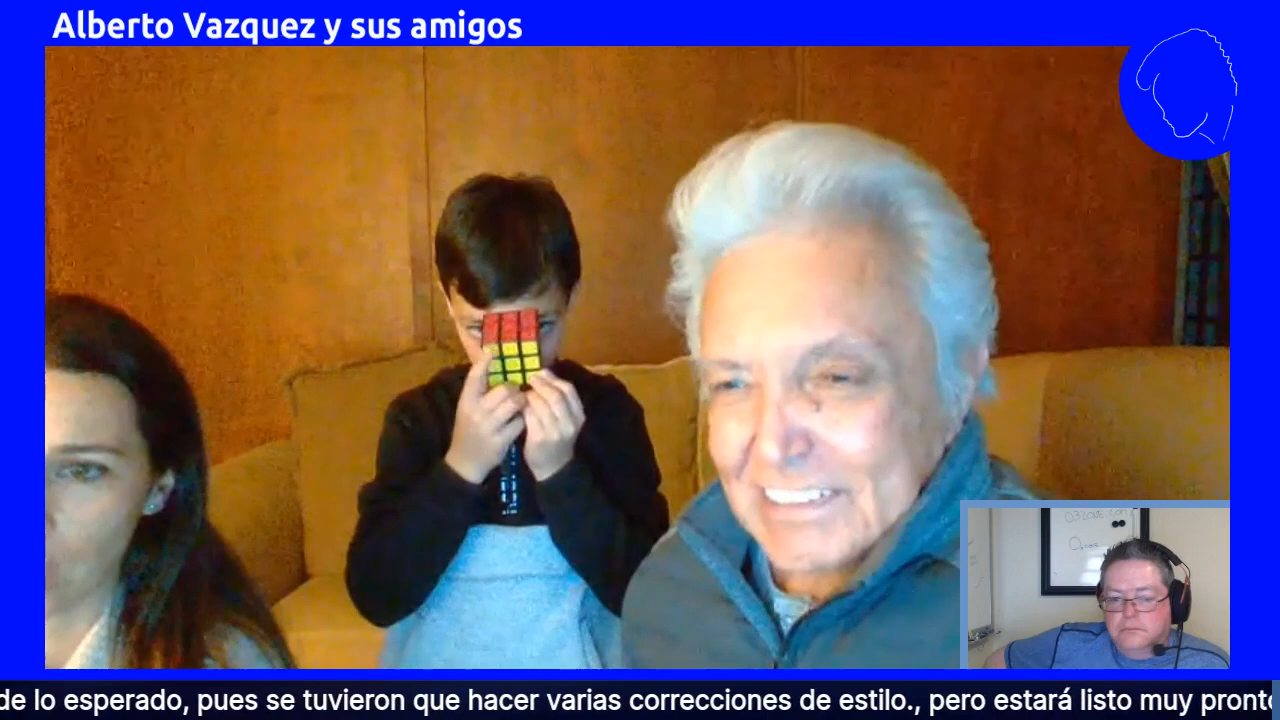 Alberto Vazquez y sus amigos
de lo esperado, pues se tuvieron que hacer varias correcciones de estilo., pero estará listo muy pronto